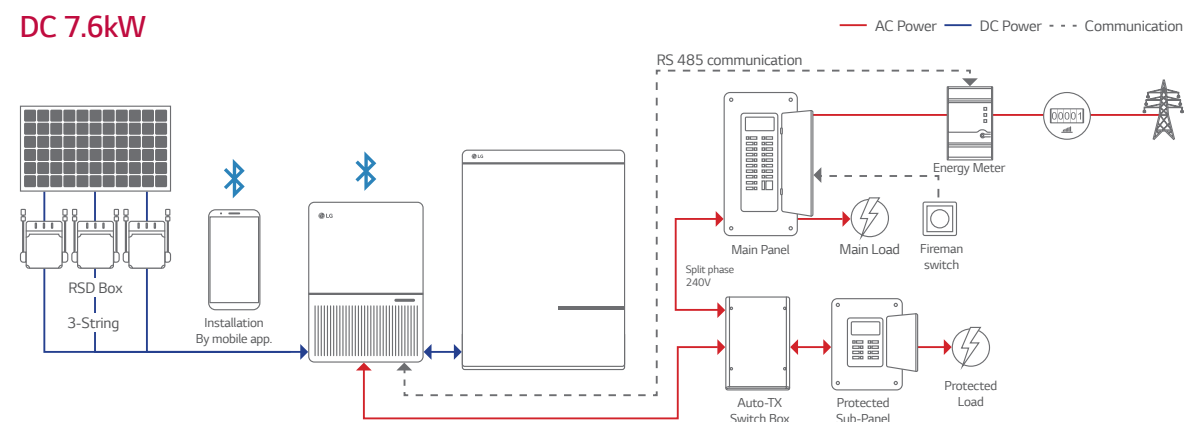 DC 7.6kW
AC Power
DC Power
Communication
RS 485 communication
00001
LG
LG
Energy Meter
Main Panel
Main Load
Fireman
switch
RSD Box
3-String
Installation
By mobile app.
Split phase
240V
Auto-TX
Switch Box
Protected
Sub-Panel
Protected
Load